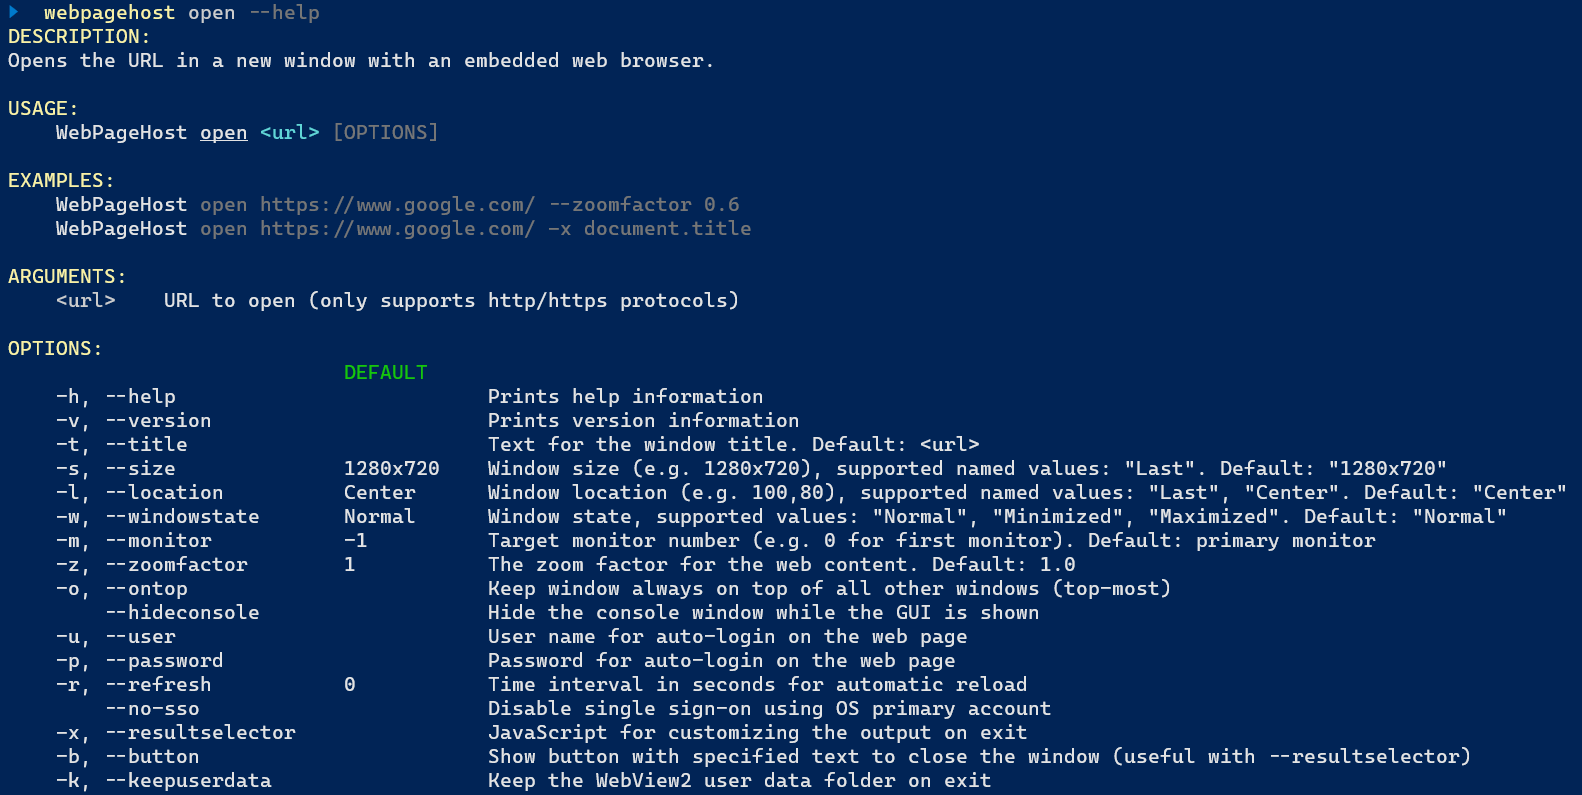 webpagehost open --help
DESCRIPTION:
Opens the URL in a new window with an embedded web browser.
USAGE:
WebPageHost open <url> [OPTIONS]
EXAMPLES:
WebPageHost open https://www.google.com/ --zoomfactor 0.6
WebPageHost open https://www.google.com/ -x document.title
ARGUMENTS:
<url>    URL to open (only supports http/https protocols)
OPTIONS:
DEFAULT
-h, --help    Prints help information
-v, --version    Prints version information
-t, --title    Text for the window title. Default: <url>
-s, --size    1280x720    Window size (e.g. 1280x720), supported named values: "Last". Default: "1280x720"
-l, --location    Center    Window location (e.g. 100,80), supported named values: "Last", "Center". Default: "Center"
-w, --windowstate    Normal    Window state, supported values: "Normal", "Minimized", "Maximized". Default: "Normal"
-m, --monitor    -1    Target monitor number (e.g. 0 for first monitor). Default: primary monitor
-z, --zoomfactor    1    The zoom factor for the web content. Default: 1.0
-o, --ontop    Keep window always on top of all other windows (top-most)
--hideconsole    Hide the console window while the GUI is shown
-u, --user    User name for auto-login on the web page
-p, --password    Password for auto-login on the web page
-r, --refresh    0    Time interval in seconds for automatic reload
--no-sso    Disable single sign-on using OS primary account
-x, --resultselector    JavaScript for customizing the output on exit
-b, --button    Show button with specified text to close the window (useful with --resultselector)
-k, --keepuserdata    Keep the WebView2 user data folder on exit